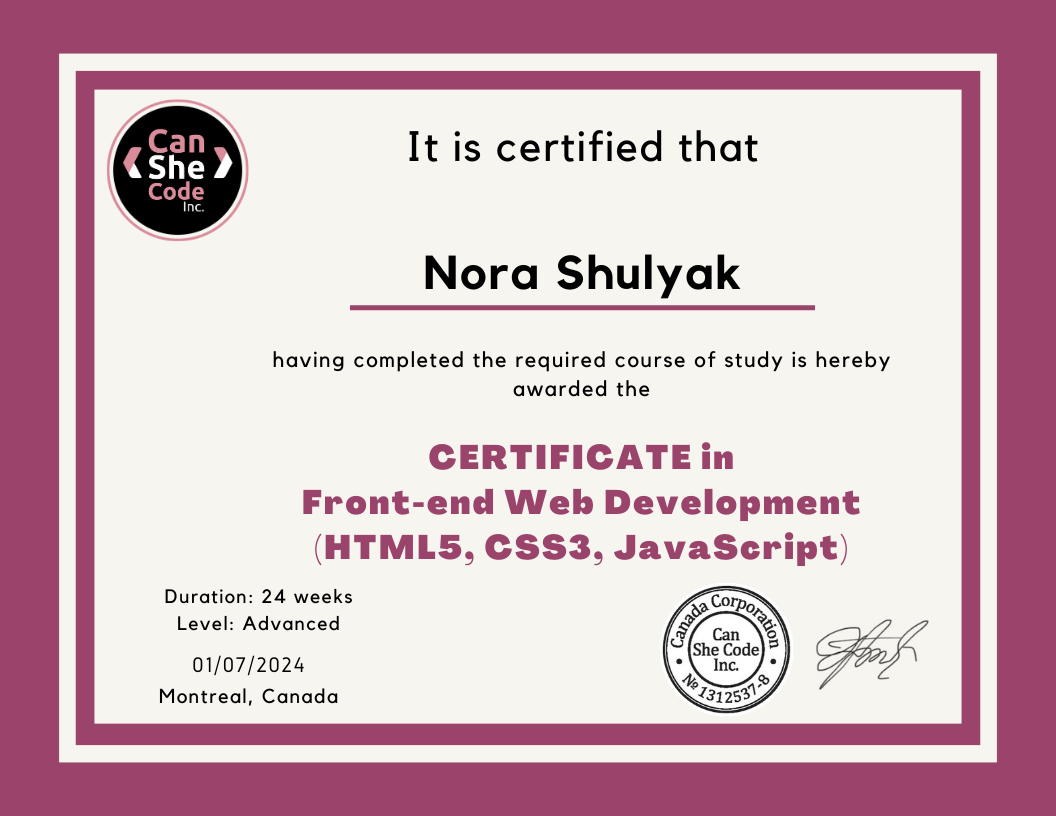 Can
She
Code
Inc.
It is certified that
Nora Shulyak
having completed the required course of study is hereby
awarded the
CERTIFICATE in
Front-end Web Development
(HTML5, CSS3, JavaScript)
Duration: 24 weeks
Level: Advanced
01/07/2024
Montreal, Canada
Canada Corporation
Can
She Code
Inc.
№ 1312537-8